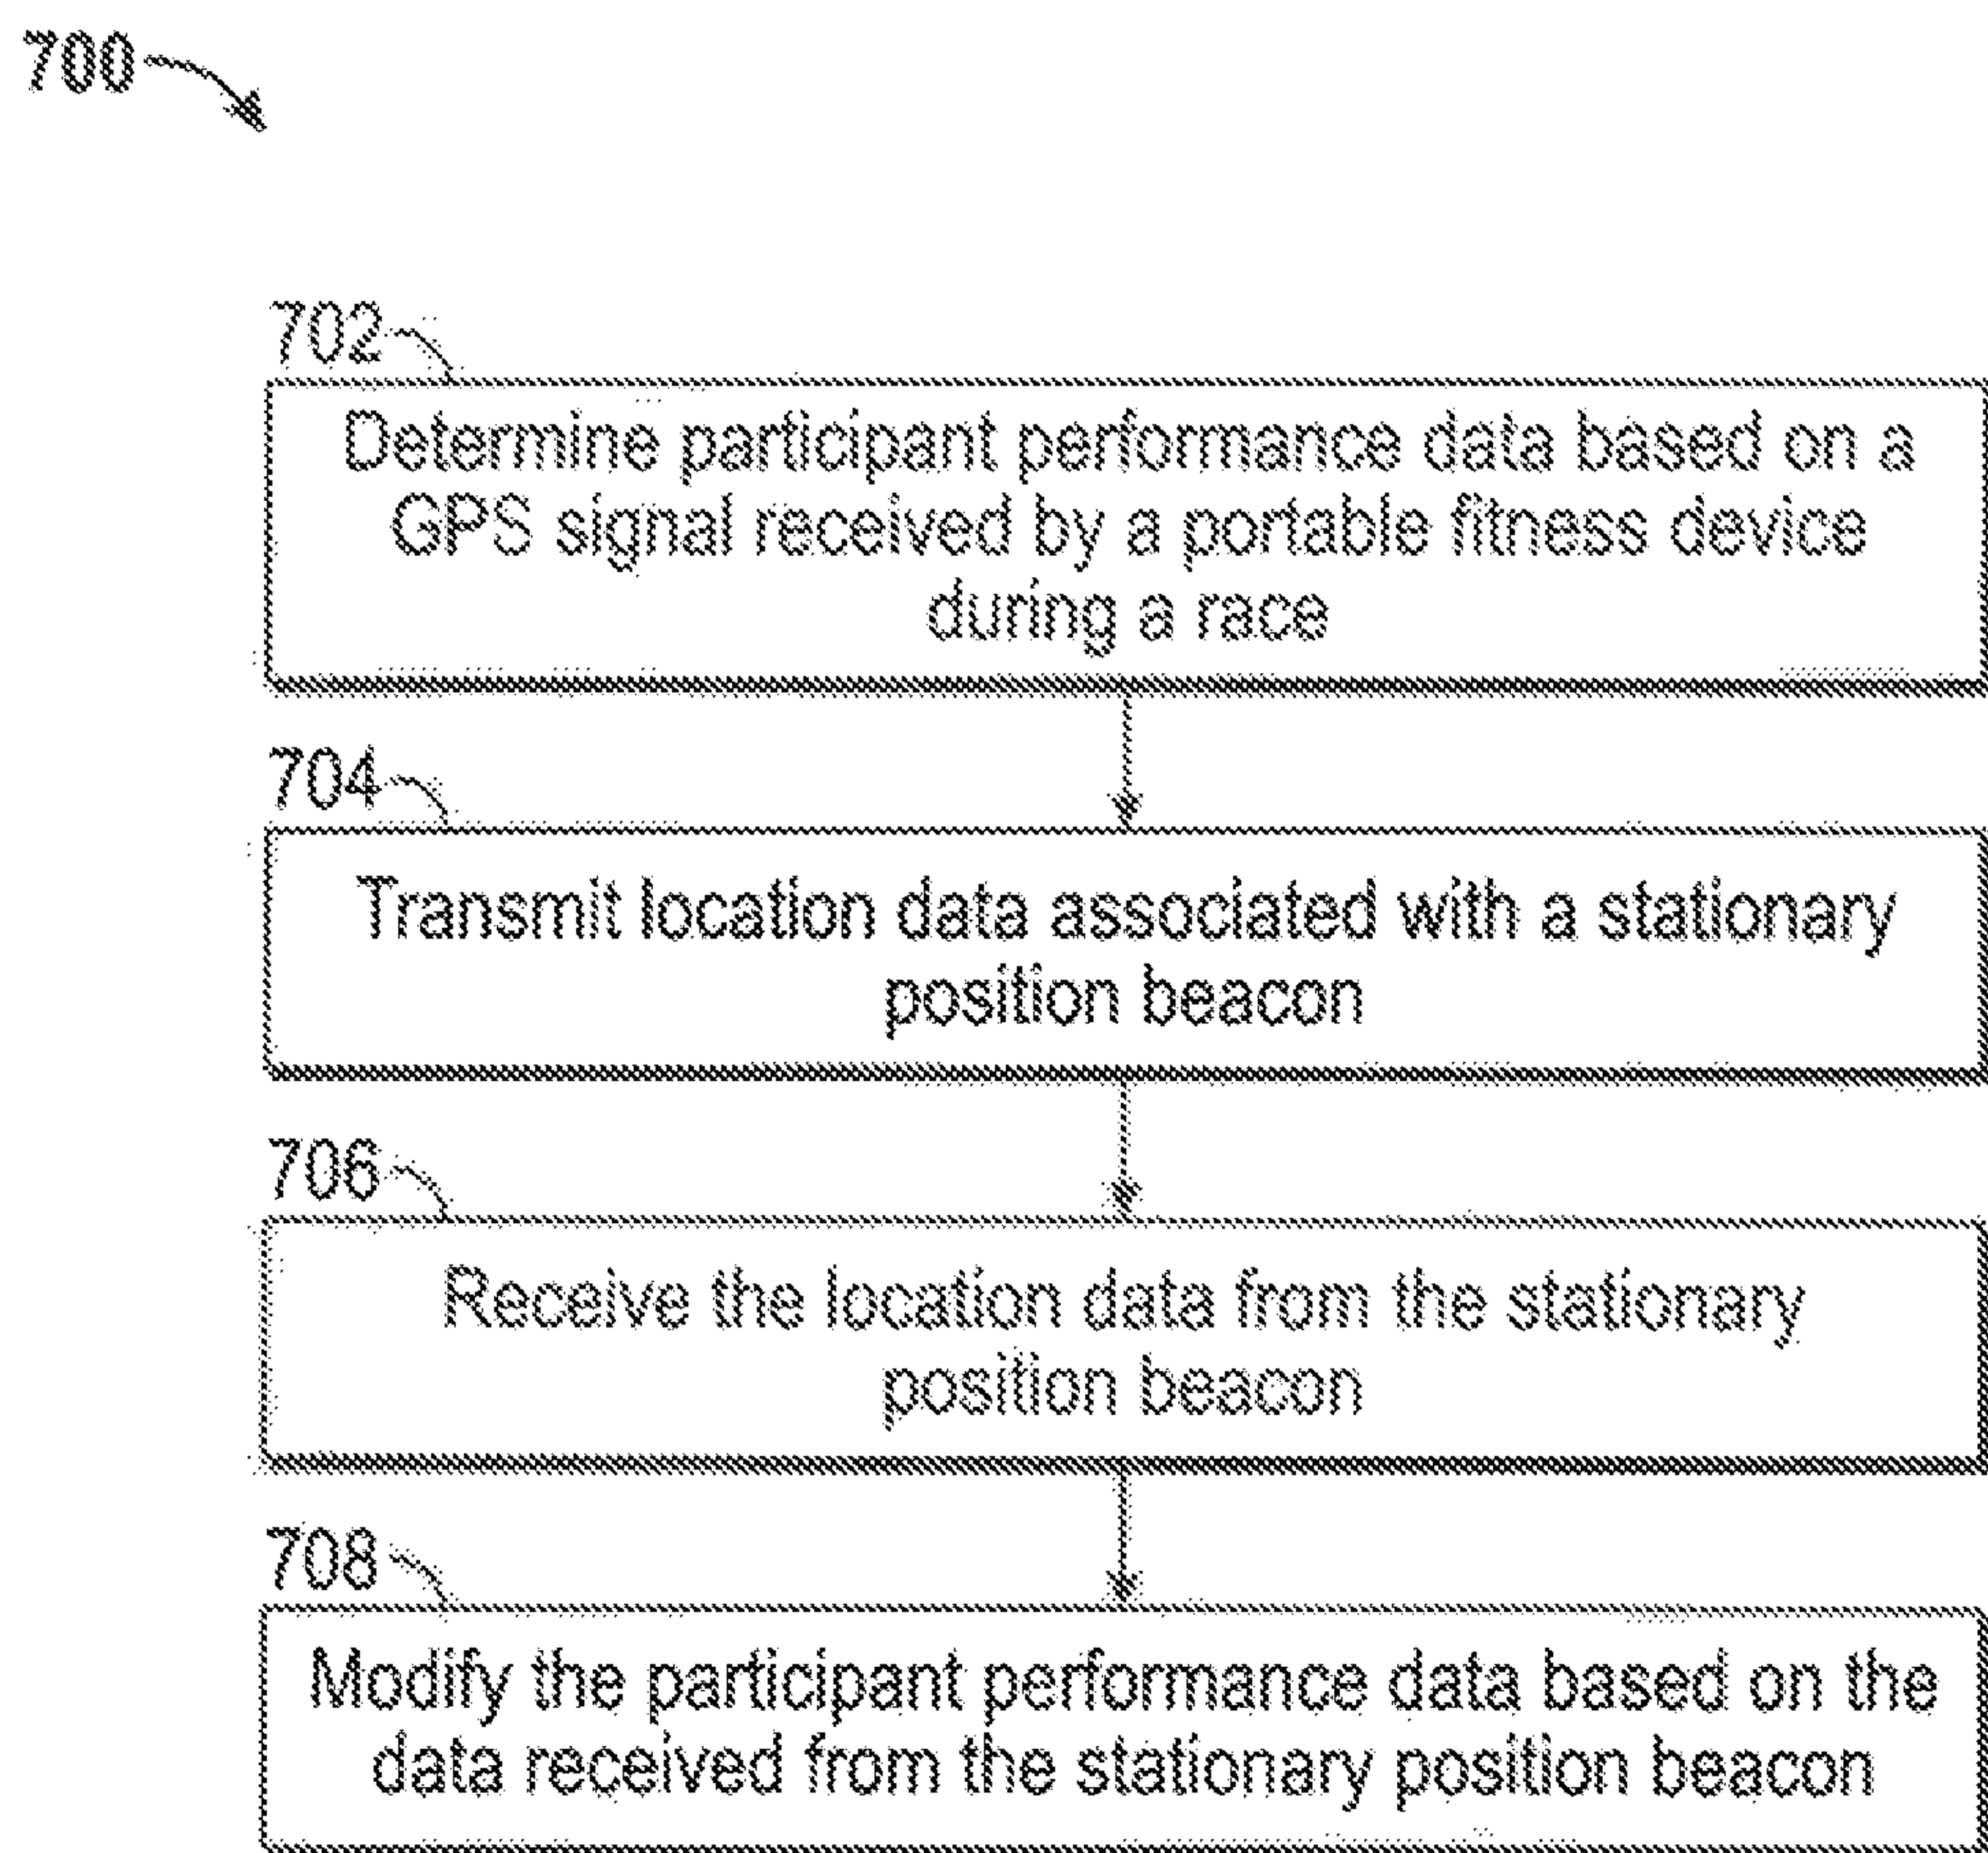 700
702
Determine participant performance data based on a
GPS signal received by a portable fitness device
during a race
704
Transmit location data associated with a stationary
position beacon
706
Receive the location data from the stationary
position beacon
708
Modify the participant performance data based on the
data received from the stationary position beacon